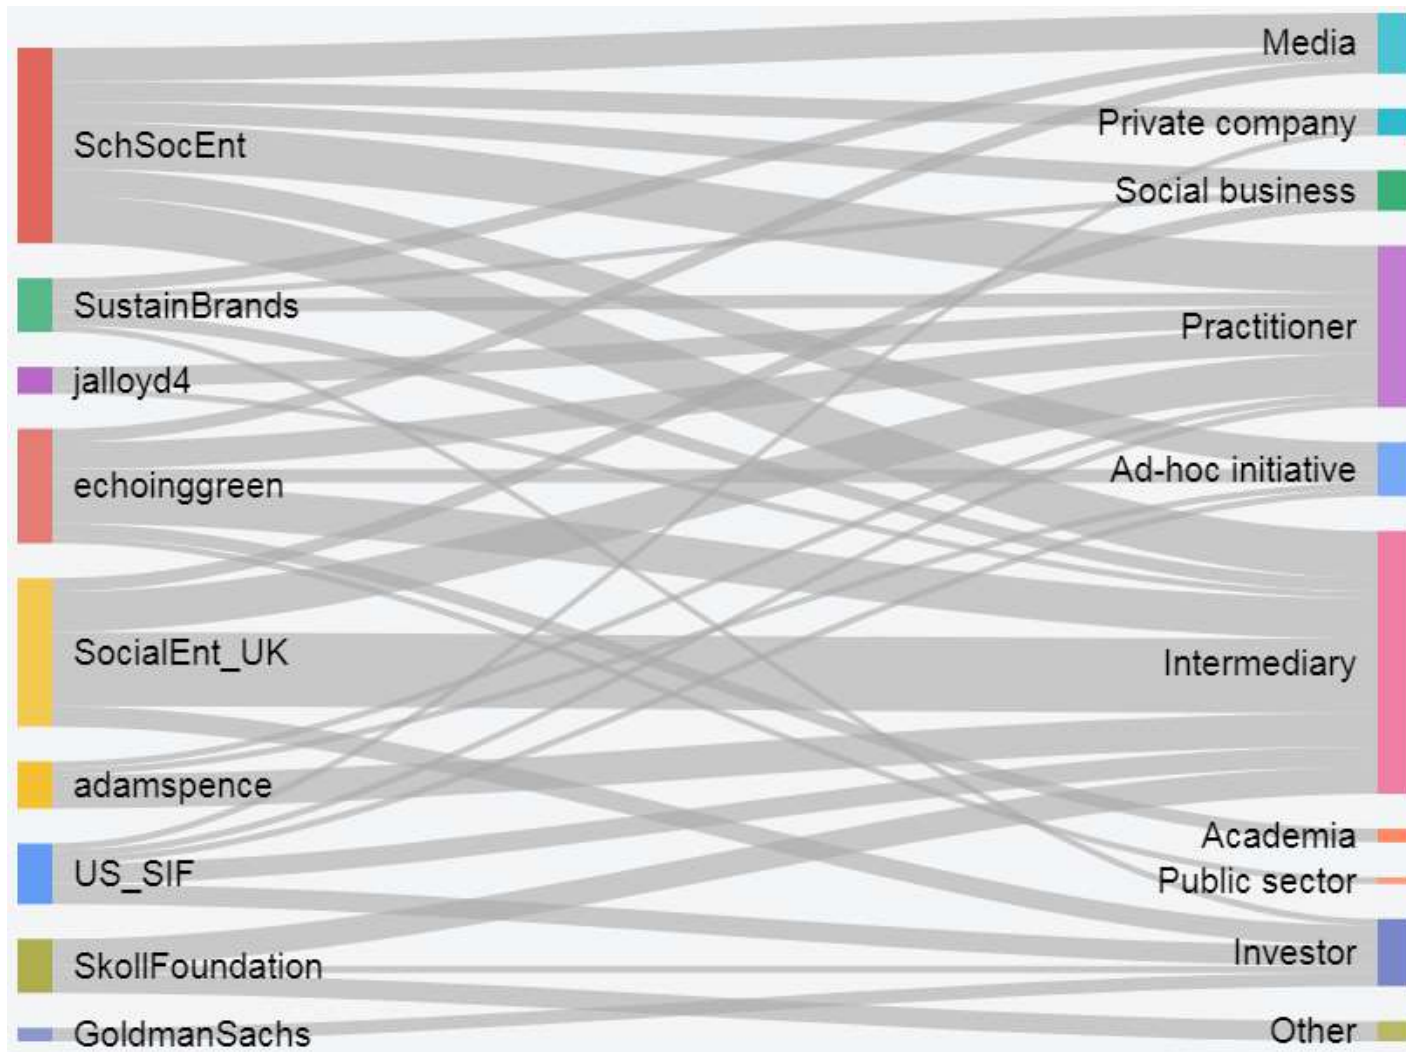 SchSocEnt
SustainBrands
jalloyd4
echoinggreen
SocialEnt_UK
adamspence
US_SIF
SkollFoundation
GoldmanSachs
Media
Private company
Social business
Practitioner
Ad-hoc initiative
Intermediary
Academia
Public sector
Investor
Other